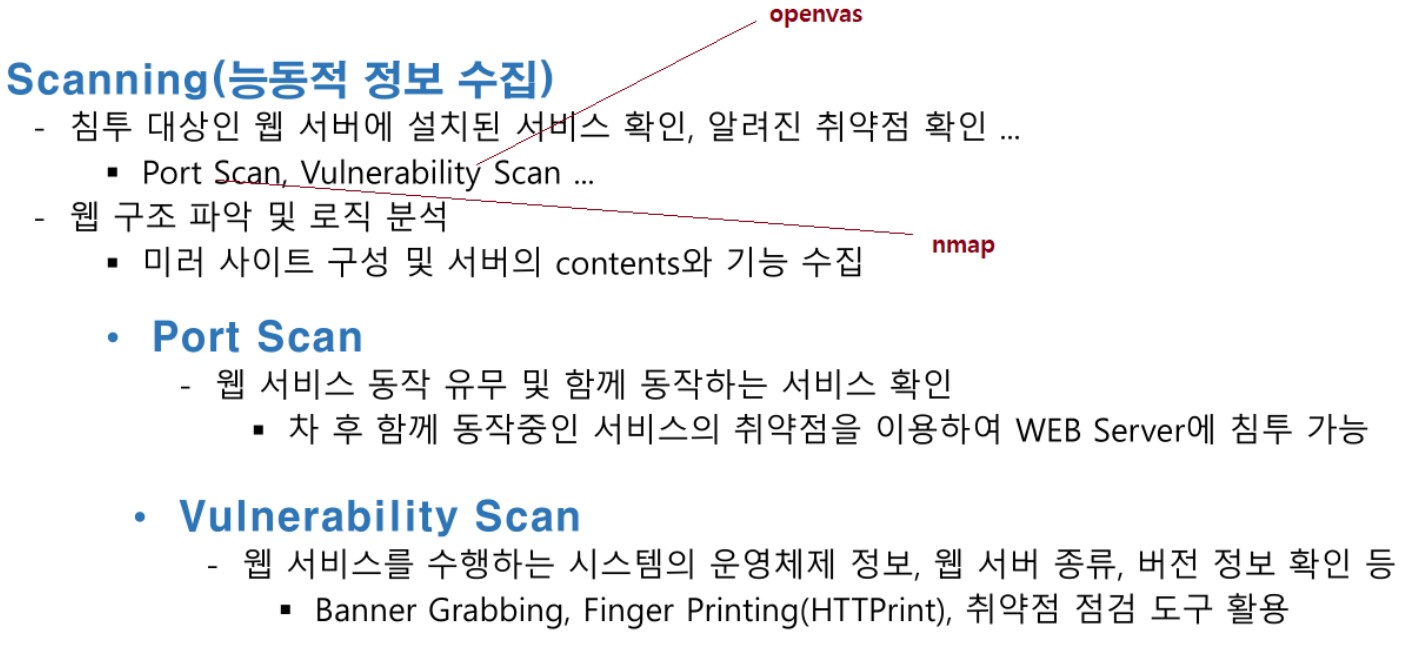 openvas
Scanning(능동적 정보 수집)
- 침투 대상인 웹 서버에 설치된 서비스 확인, 알려진 취약점 확인 ...
▪ Port Scan, Vulnerability Scan ...
- 웹 구조 파악 및 로직 분석
nmap
▪ 미러 사이트 구성 및 서버의 contents와 기능 수집
• Port Scan
- 웹 서비스 동작 유무 및 함께 동작하는 서비스 확인
▪ 차 후 함께 동작중인 서비스의 취약점을 이용하여 WEB Server에 침투 가능
• Vulnerability Scan
- 웹 서비스를 수행하는 시스템의 운영체제 정보, 웹 서버 종류, 버전 정보 확인 등
▪ Banner Grabbing, Finger Printing(HTTPrint), 취약점 점검 도구 활용